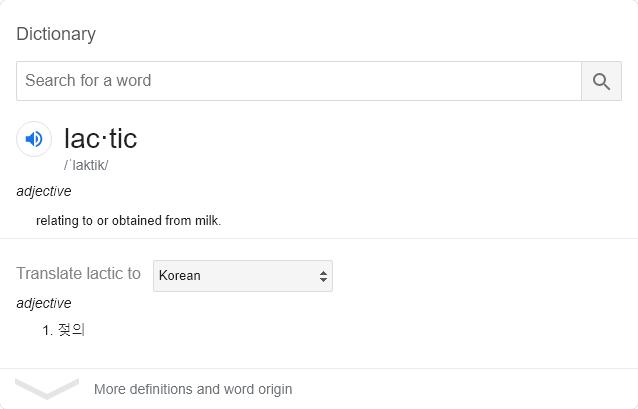 Dictionary
Search for a word
lac·tic
/ˈlaktik/
adjective
relating to or obtained from milk.
Translate lactic to Korean
adjective
1. 젖의
More definitions and word origin